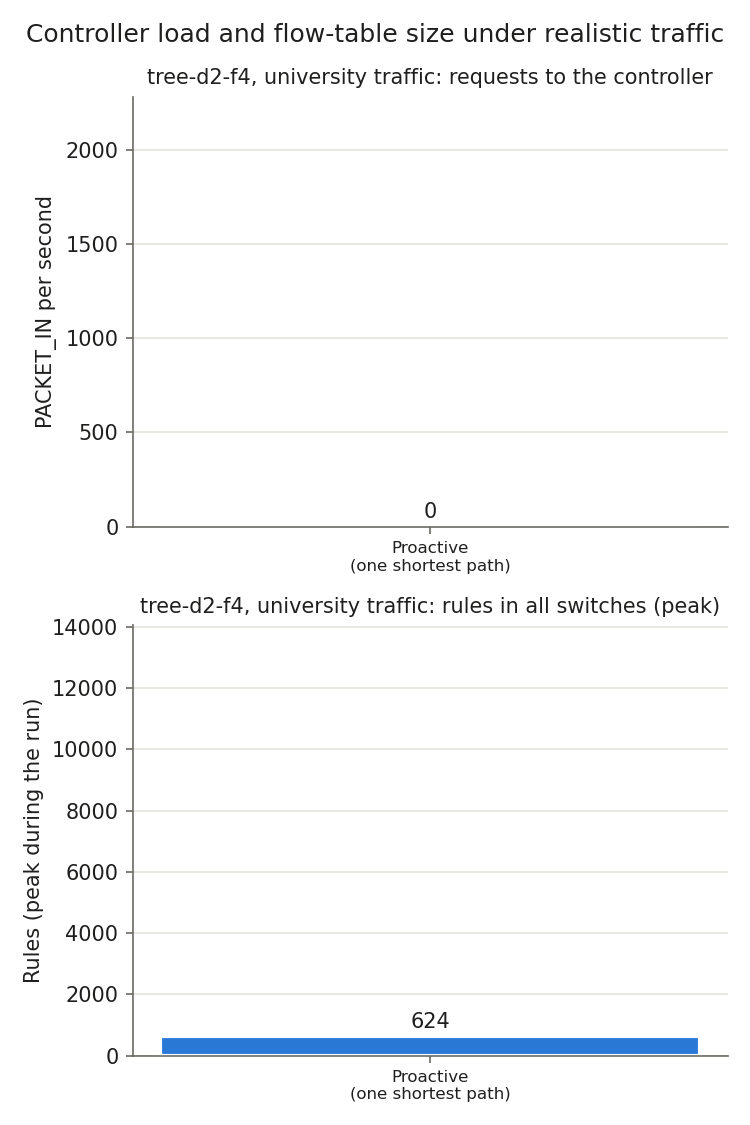 Controller load and flow-table size under realistic traffic
tree-d2-f4, university traffic: requests to the controller
PACKET_IN per second
2000
1500
1000
500
0
0
Proactive
(one shortest path)
tree-d2-f4, university traffic: rules in all switches (peak)
Rules (peak during the run)
14000
12000
10000
8000
6000
4000
2000
0
624
Proactive
(one shortest path)